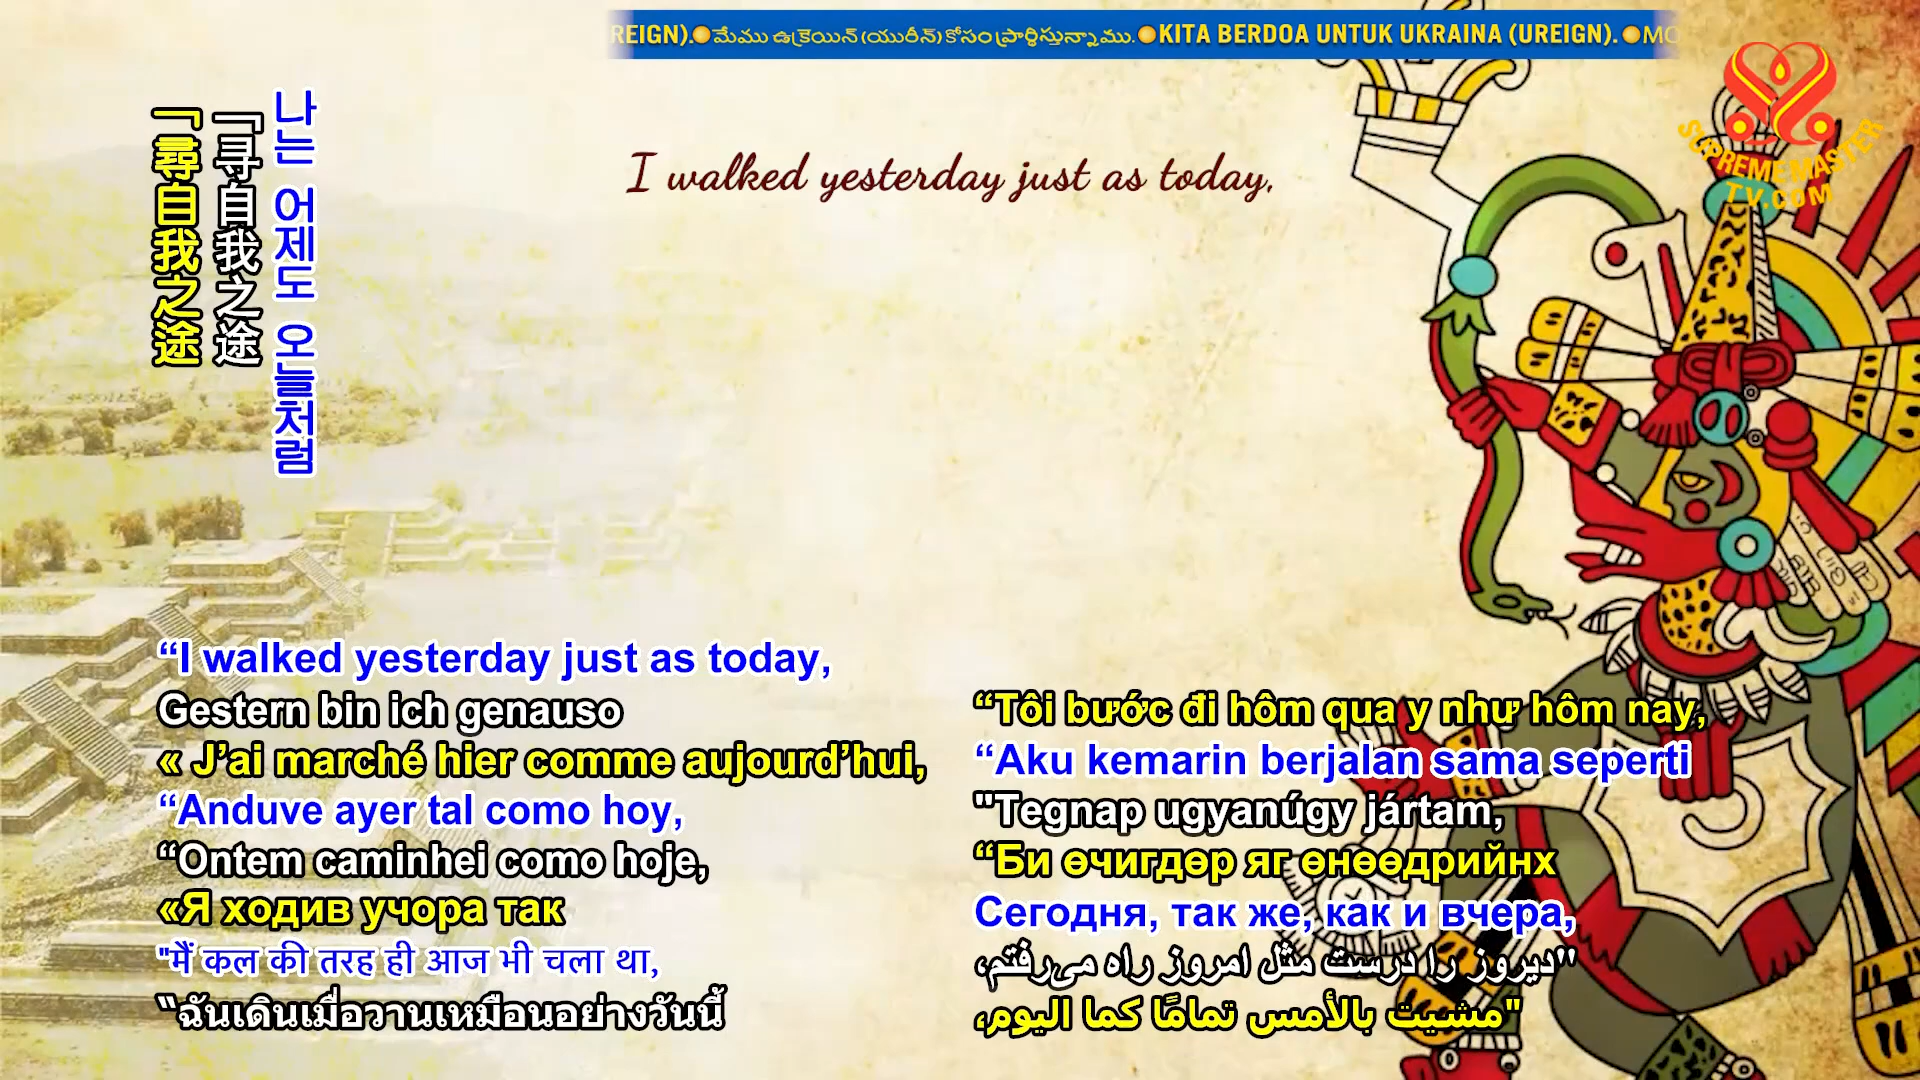 REIGN).మేము ఉక్రెయిన్ (యురీన్) కోసం ప్రార్థిస్తున్నాము.KITA BERDOA UNTUK UKRAINA (UREIGN).
SUPREME MASTER
TV.COM
나는 어제도 오늘처럼
「寻自我之途
「尋自我之途
I walked yesterday just as today,
“I walked yesterday just as today,
Gestern bin ich genauso
« J’ai marché hier comme aujourd’hui,
“Anduve ayer tal como hoy,
“Ontem caminhei como hoje,
«Я ходив учора так
"मैं कल की तरह ही आज भी चला था,
“ฉันเดินเมื่อวานเหมือนอย่างวันนี้
“Tôi bước đi hôm qua y như hôm nay,
“Aku kemarin berjalan sama seperti
"Tegnap ugyanúgy jártam,
“Би өчигдөр яг өнөөдрийнх
Сегодня, так же, как и вчера,
"دیروز را درست مثل امروز راه می‌رفتم،
"مشيت بالأمس تمامًا كما اليوم،